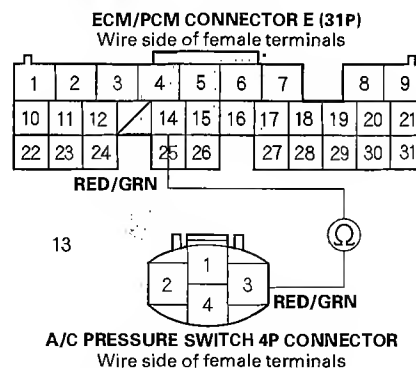 ECM/PCM CONNECTOR E (31P)
Wire side of female terminals
1 2 3 4 5 6 7 8 9
10 11 12 14 15 16 17 18 19 20 21
22 23 24 25 26 27 28 29 30 31
RED/GRN
Ω
13
1
2 3
4
RED/GRN
A/C PRESSURE SWITCH 4P CONNECTOR
Wire side of female terminals